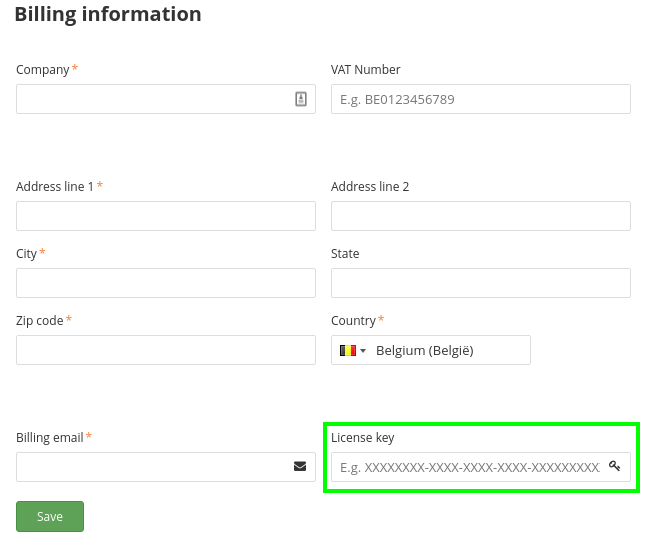 Billing information
Company *
VAT Number
E.g. BE0123456789
Address line 1 *
Address line 2
City *
State
Zip code *
Country *
Belgium (België)
Billing email *
License key
E.g. XXXXXXXX-XXXX-XXXX-XXXX-XXXXXXXXX
Save